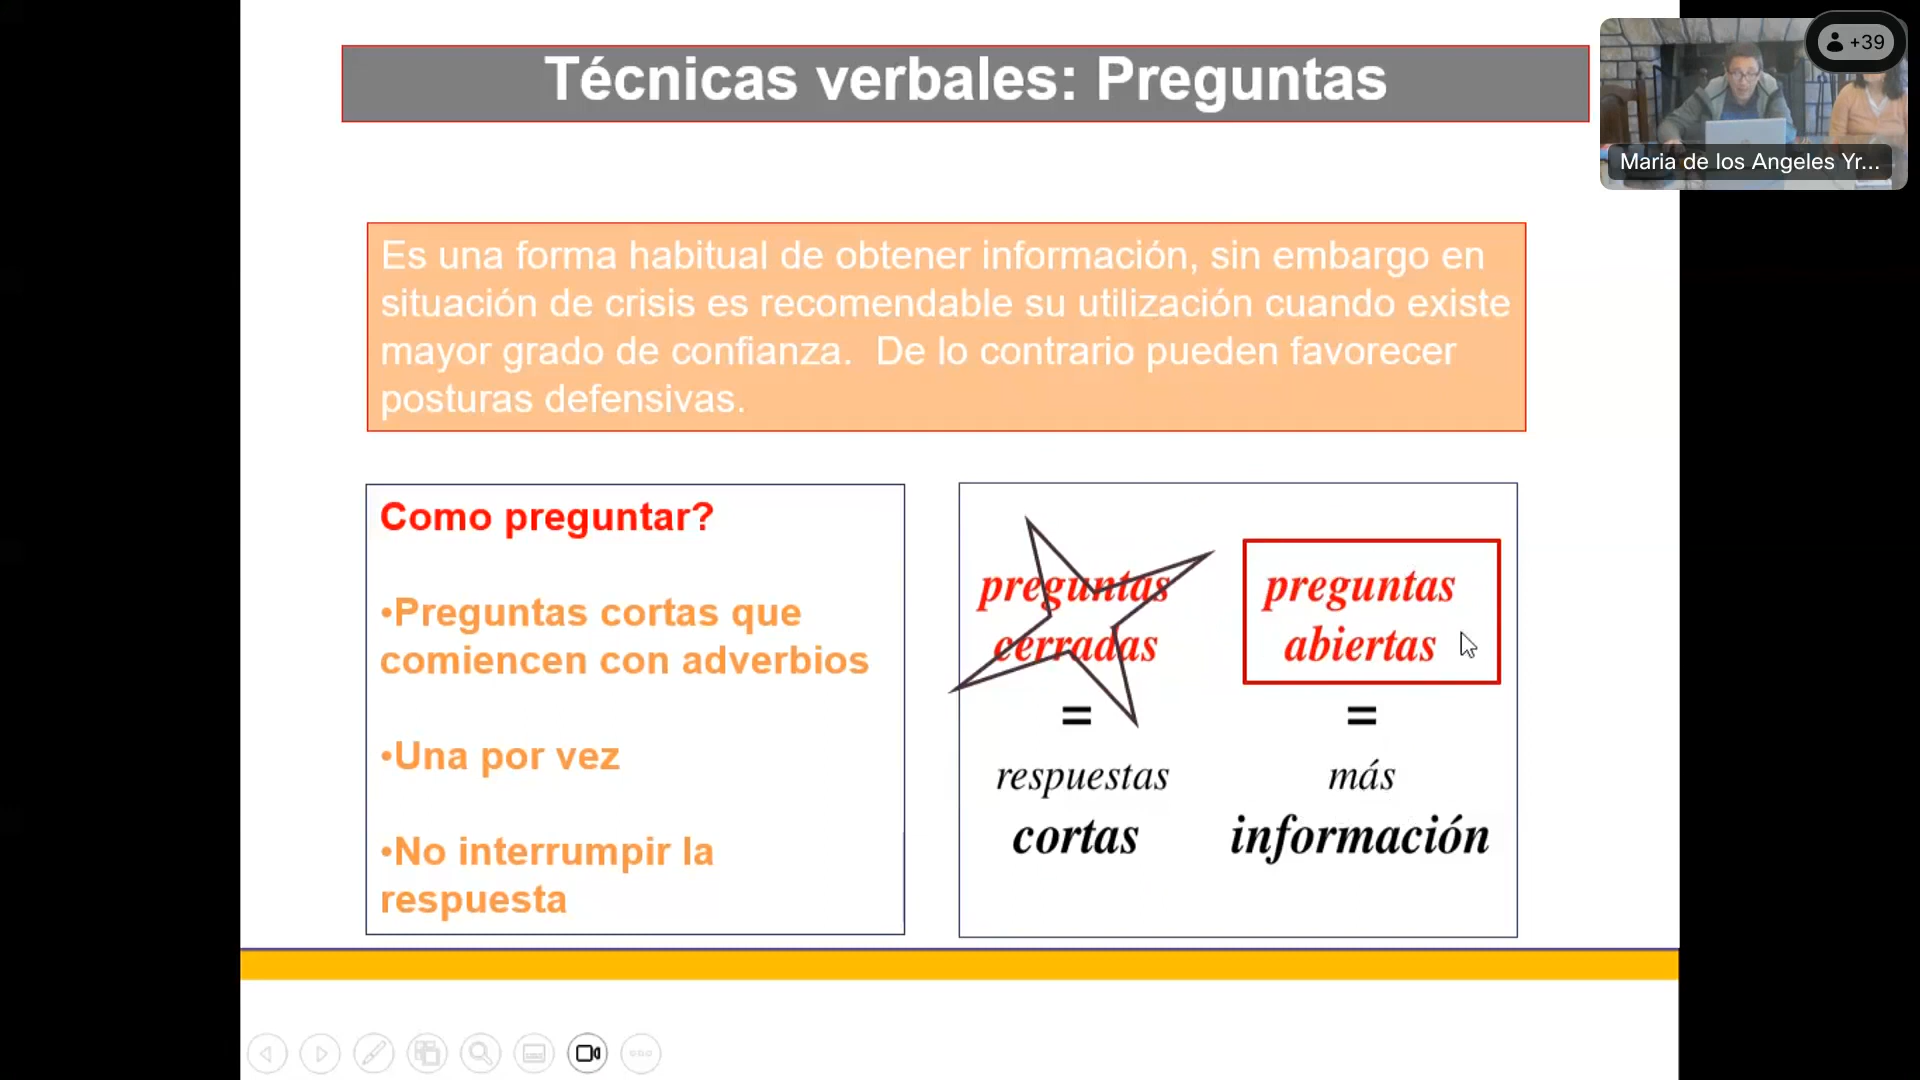 Técnicas verbales: Preguntas
+39
Maria de los Angeles Yr...
Es una forma habitual de obtener información, sin embargo en
situación de crisis es recomendable su utilización cuando existe
mayor grado de confianza. De lo contrario pueden favorecer
posturas defensivas.
Como preguntar?
•Preguntas cortas que
comiencen con adverbios
•Una por vez
•No interrumpir la
respuesta
preguntas
cerradas
=
respuestas
cortas
preguntas
abiertas
=
más
información